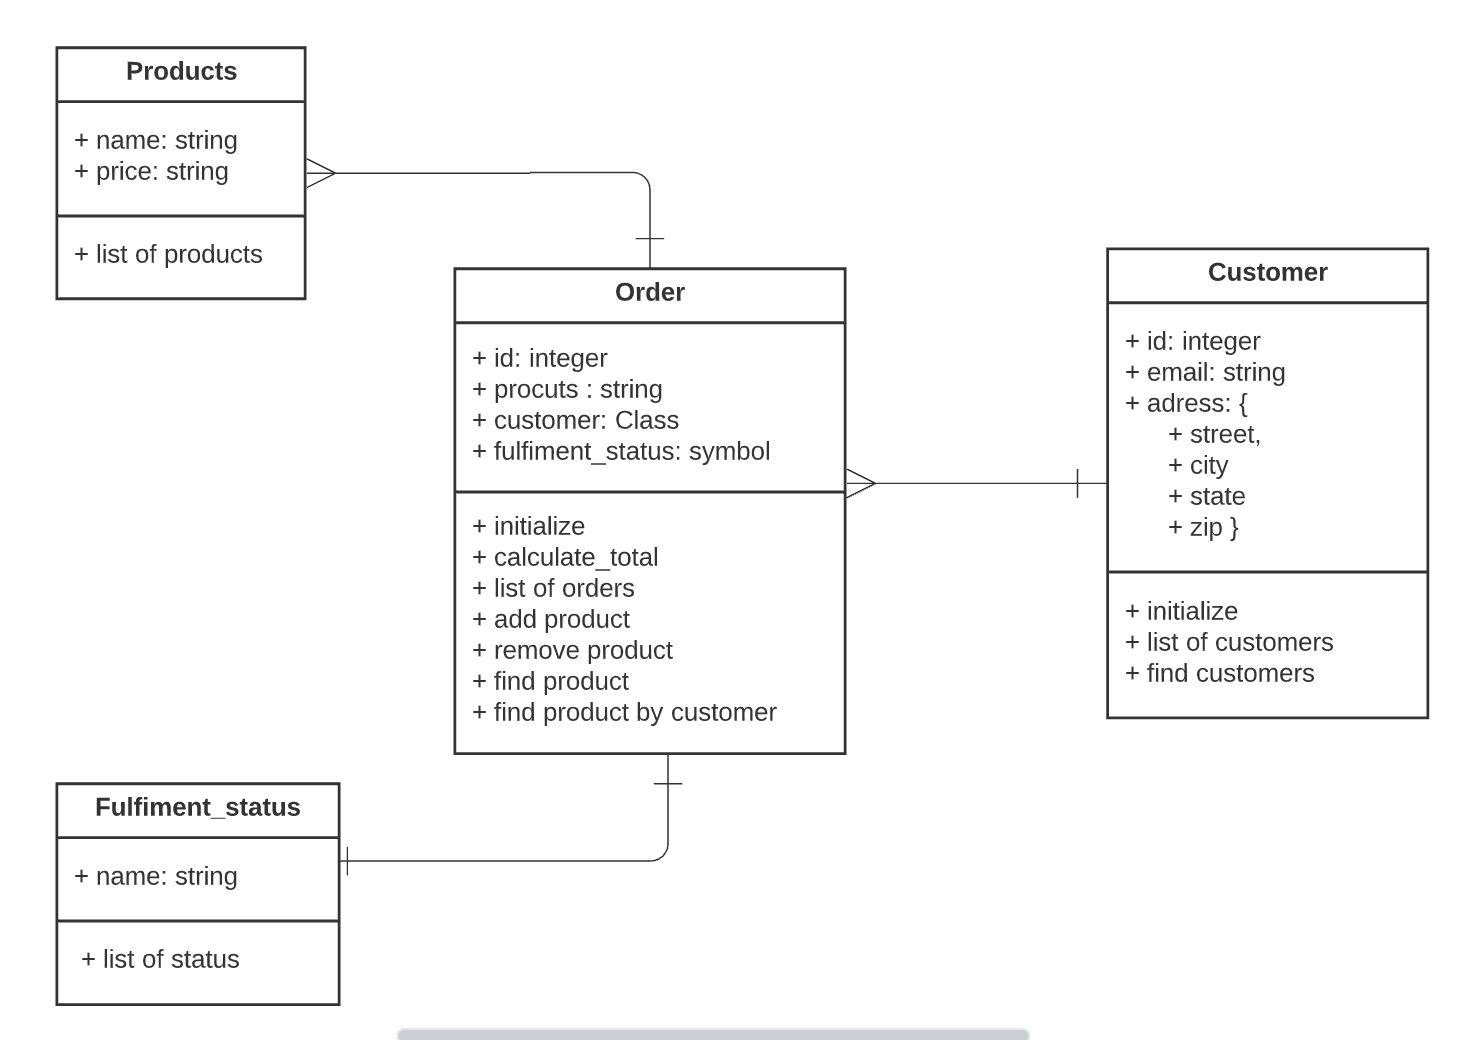 Products
+ name: string
+ price: string
+ list of products
Order
+ id: integer
+ procuts : string
+ customer: Class
+ fulfiment_status: symbol
+ initialize
+ calculate_total
+ list of orders
+ add product
+ remove product
+ find product
+ find product by customer
Customer
+ id: integer
+ email: string
+ adress: {
+ street,
+ city
+ state
+ zip }
+ initialize
+ list of customers
+ find customers
Fulfiment_status
+ name: string
+ list of status